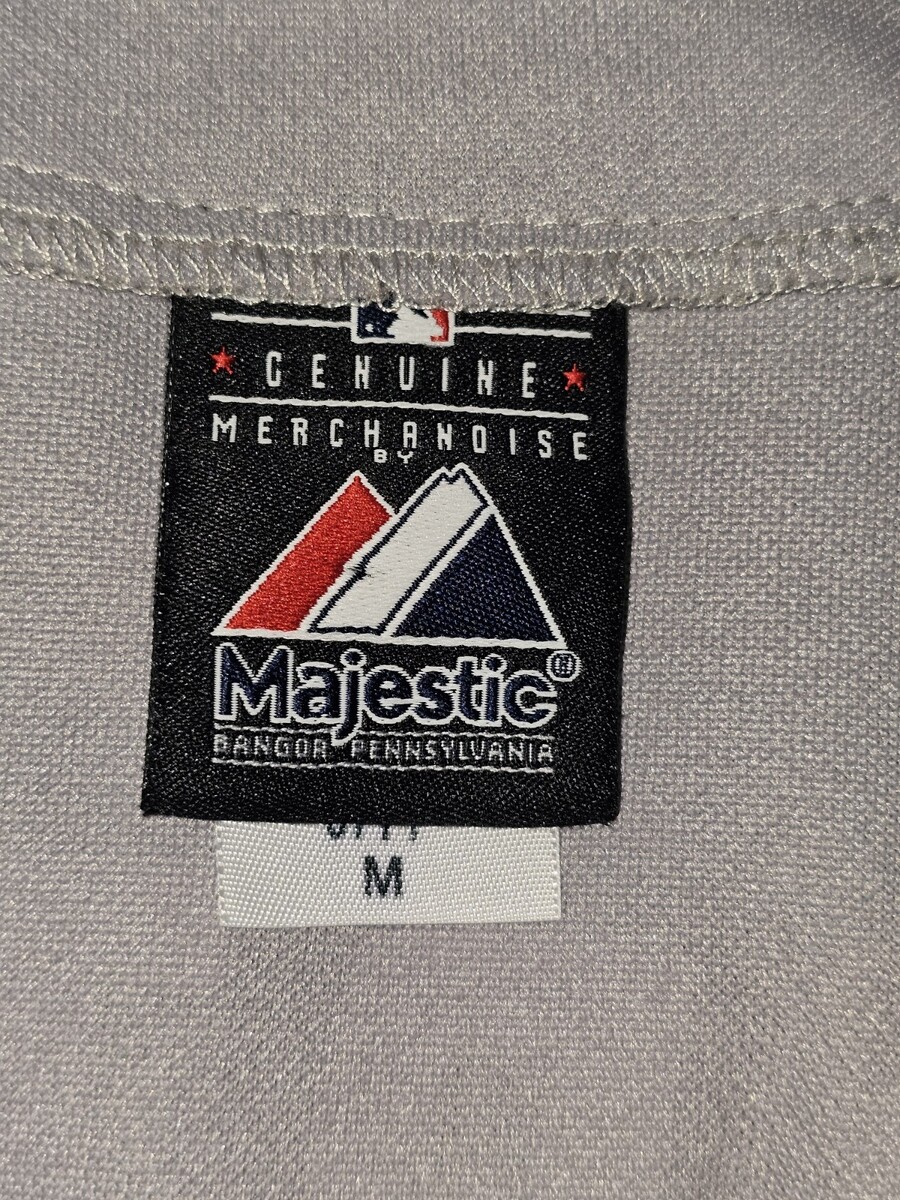 GENUINE
MERCHANDISE
BY
Majestic®
BANGOR PENNSYLVANIA
M